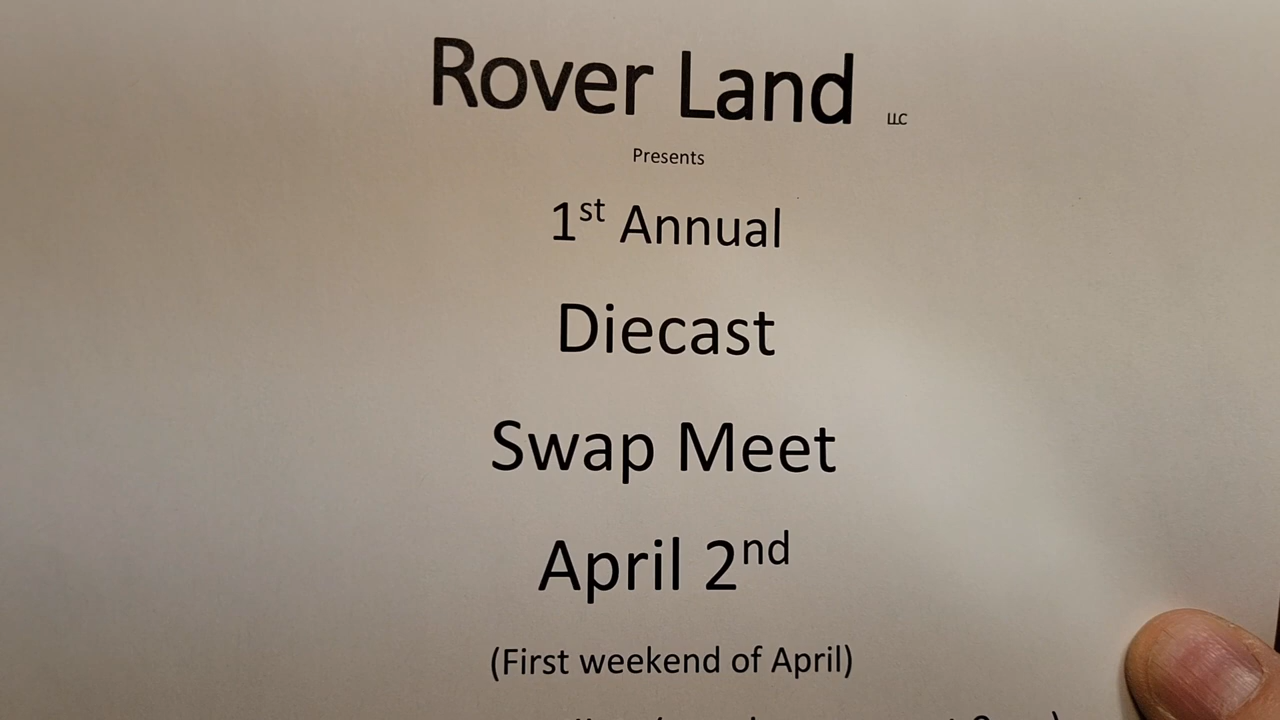 Rover Land LLC
Presents
1st Annual
Diecast
Swap Meet
April 2nd
(First weekend of April)